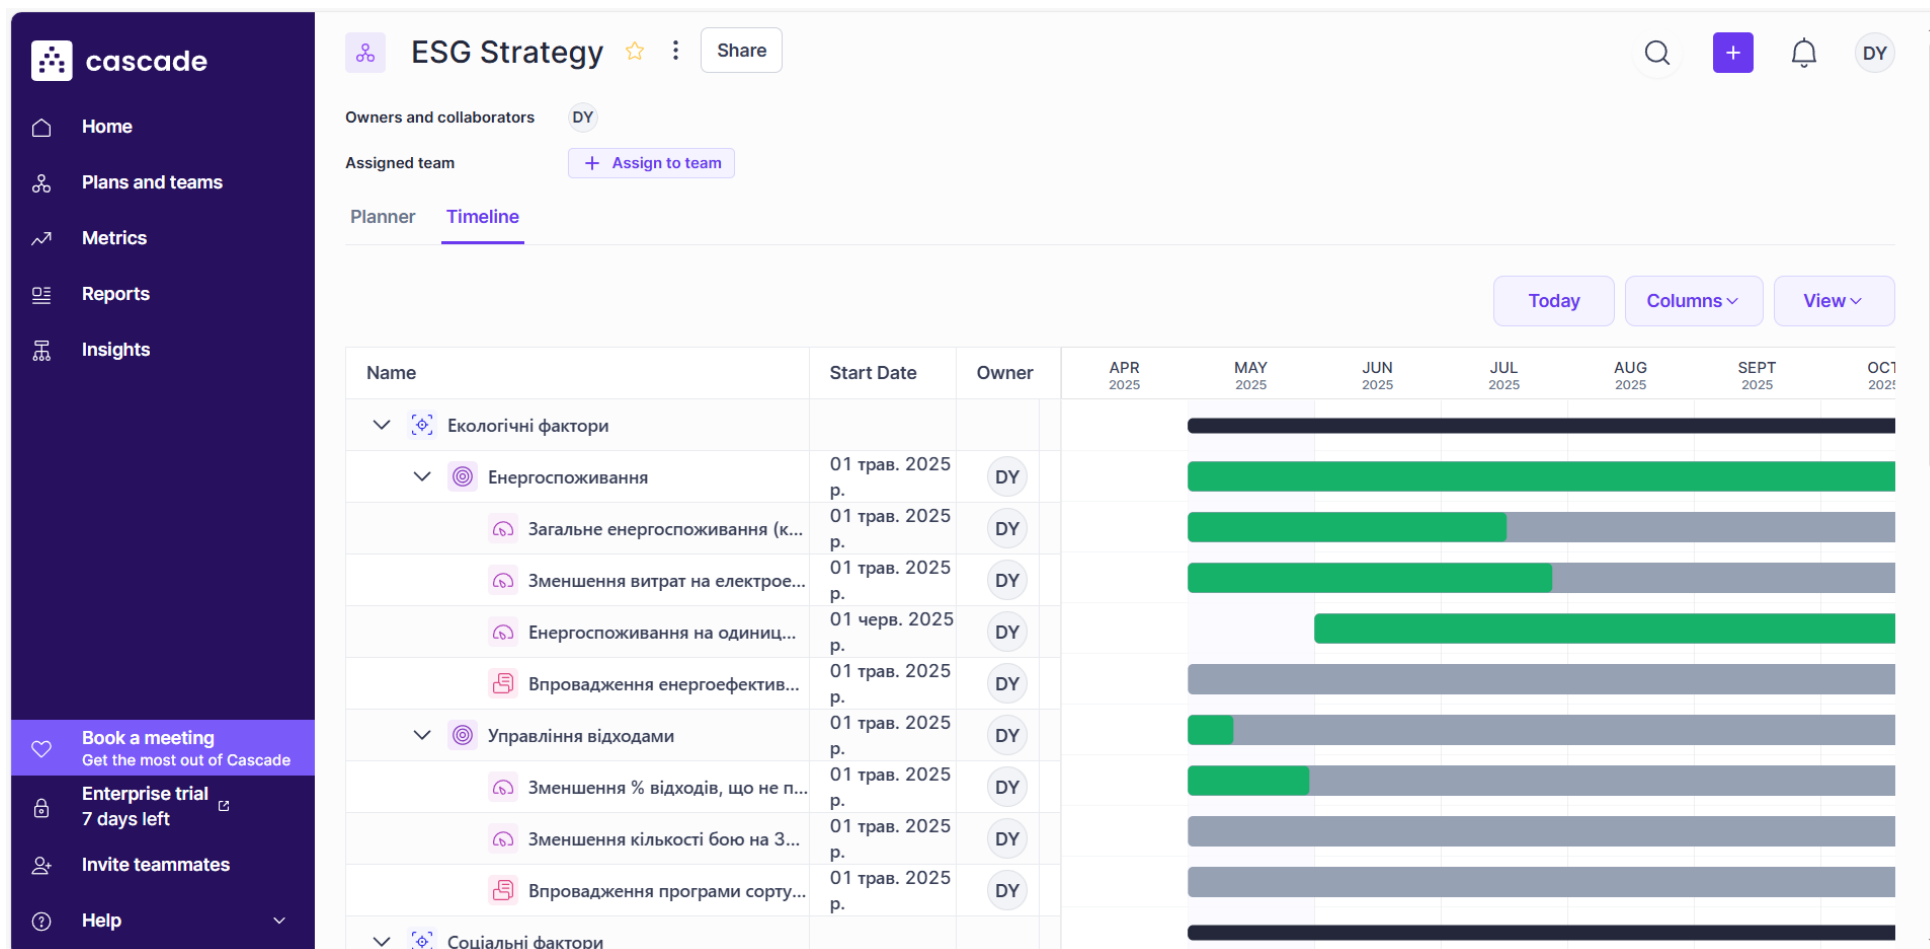 cascade
Home
Plans and teams
Metrics
Reports
Insights
Book a meeting
Get the most out of Cascade
Enterprise trial
7 days left
Invite teammates
Help
ESG Strategy
Share
DY
Owners and collaborators DY
Assigned team
Assign to team
Planner Timeline
Today Columns View
Name Start Date Owner APR MAY JUN JUL AUG SEPT OCT
2025 2025 2025 2025 2025 2025 2025
Екологічні фактори
Енергоспоживання 01 трав. 2025 DY
р.
Загальне енергоспоживання (к... 01 трав. 2025 DY
р.
Зменшення витрат на електрое... 01 трав. 2025 DY
р.
Енергоспоживання на одиниц... 01 черв. 2025 DY
р.
Впровадження енергоефектив... 01 трав. 2025 DY
р.
Управління відходами 01 трав. 2025 DY
р.
Зменшення % відходів, що не п... 01 трав. 2025 DY
р.
Зменшення кількості бою на З... 01 трав. 2025 DY
р.
Впровадження програми сорту... 01 трав. 2025 DY
р.
Соціальні фактори